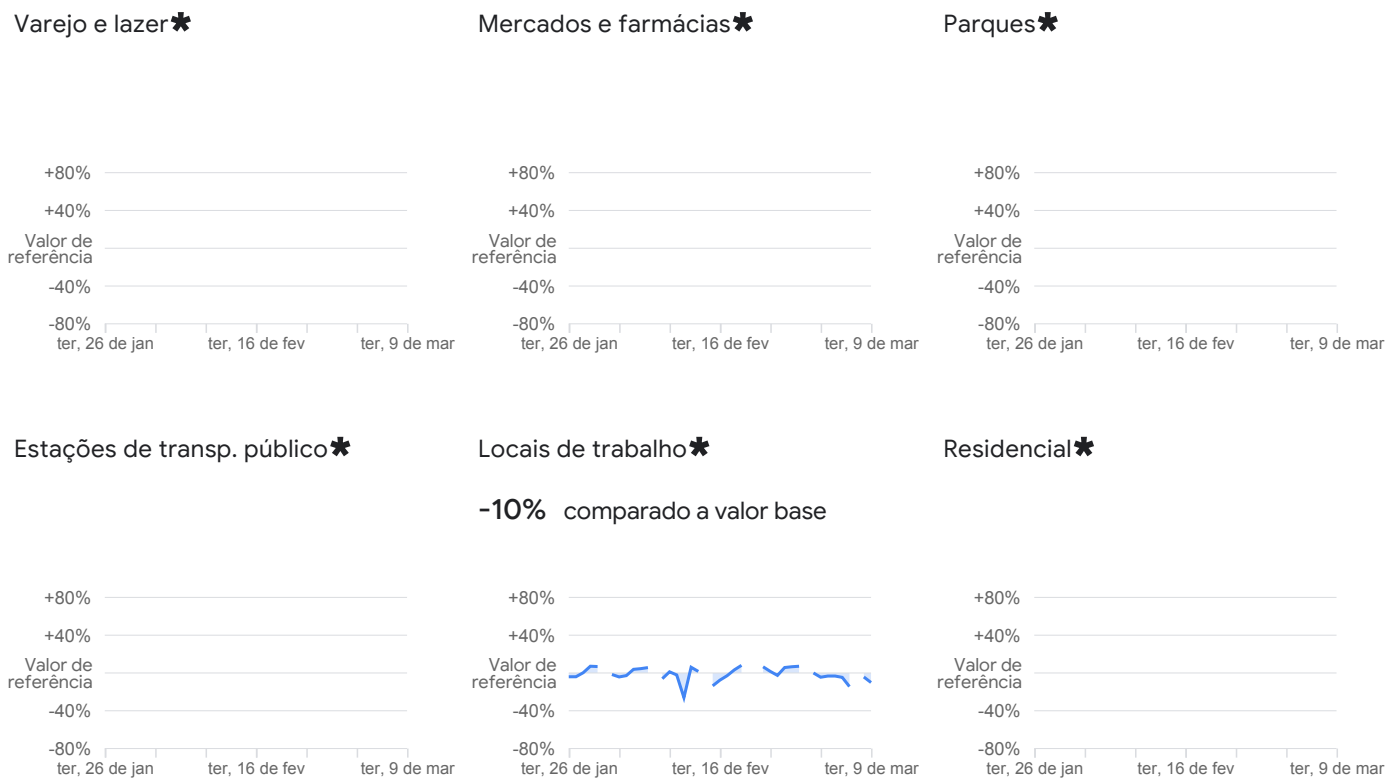 Varejo e lazer*
Mercados e farmácias*
Parques*
+80%
+40%
Valor de
referência
-40%
-80%
ter, 26 de jan
ter, 16 de fev
ter, 9 de mar
+80%
+40%
Valor de
referência
-40%
-80%
ter, 26 de jan
ter, 16 de fev
ter, 9 de mar
+80%
+40%
Valor de
referência
-40%
-80%
ter, 26 de jan
ter, 16 de fev
ter, 9 de mar
Estações de transp. público*
Locais de trabalho*
Residencial*
-10% comparado a valor base
+80%
+40%
Valor de
referência
-40%
-80%
ter, 26 de jan
ter, 16 de fev
ter, 9 de mar
+80%
+40%
Valor de
referência
-40%
-80%
ter, 26 de jan
ter, 16 de fev
ter, 9 de mar
+80%
+40%
Valor de
referência
-40%
-80%
ter, 26 de jan
ter, 16 de fev
ter, 9 de mar